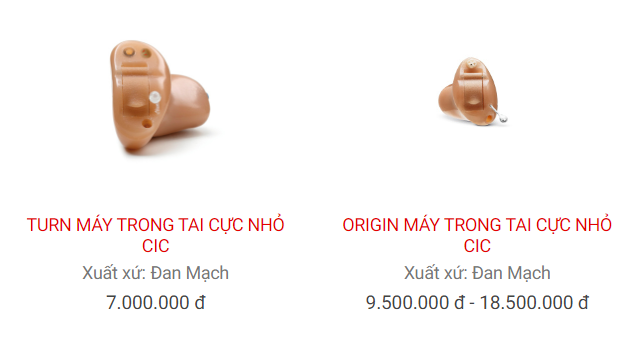 TURN MÁY TRONG TAI CỰC NHỎ
CIC
Xuất xứ: Đan Mạch
7.000.000 đ
ORIGIN MÁY TRONG TAI CỰC NHỎ
CIC
Xuất xứ: Đan Mạch
9.500.000 đ - 18.500.000 đ